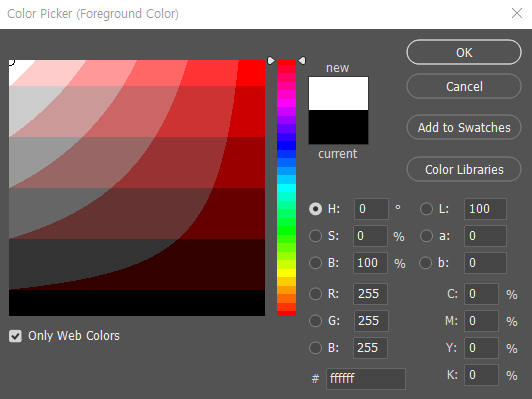 Color Picker (Foreground Color)
new
current
OK
Cancel
Add to Swatches
Color Libraries
H: 0 °
L: 100
S: 0 %
a: 0
B: 100 %
b: 0
R: 255
C: 0 %
G: 255
M: 0 %
B: 255
Y: 0 %
# ffffff
K: 0 %
Only Web Colors